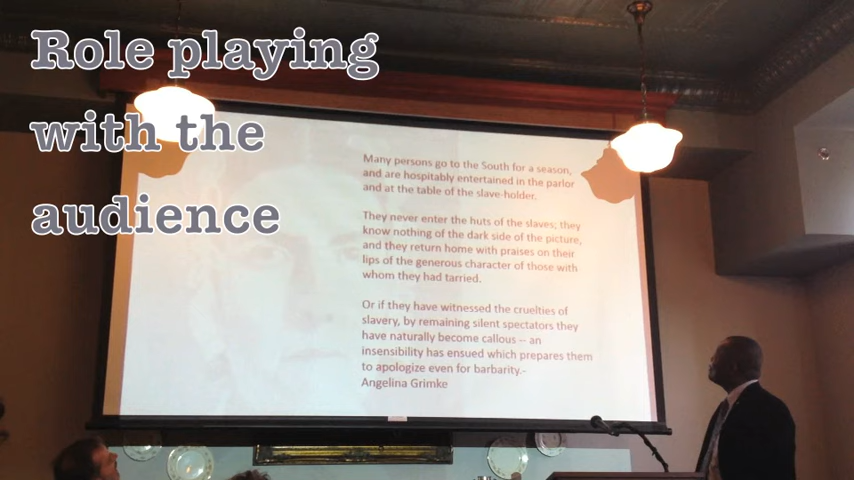 Role playing
with the
audience
Many persons go to the South for a season,
and are hospitably entertained in the parlor
and at the table of the slave-holder.
They never enter the huts of the slaves; they
know nothing of the dark side of the picture,
and they return home with praises on their
lips of the generous character of those with
whom they had tarried.
Or if they have witnessed the cruelties of
slavery, by remaining silent spectators they
have naturally become callous -- an
insensibility has ensued which prepares them
to apologize even for barbarity.-
Angelina Grimke